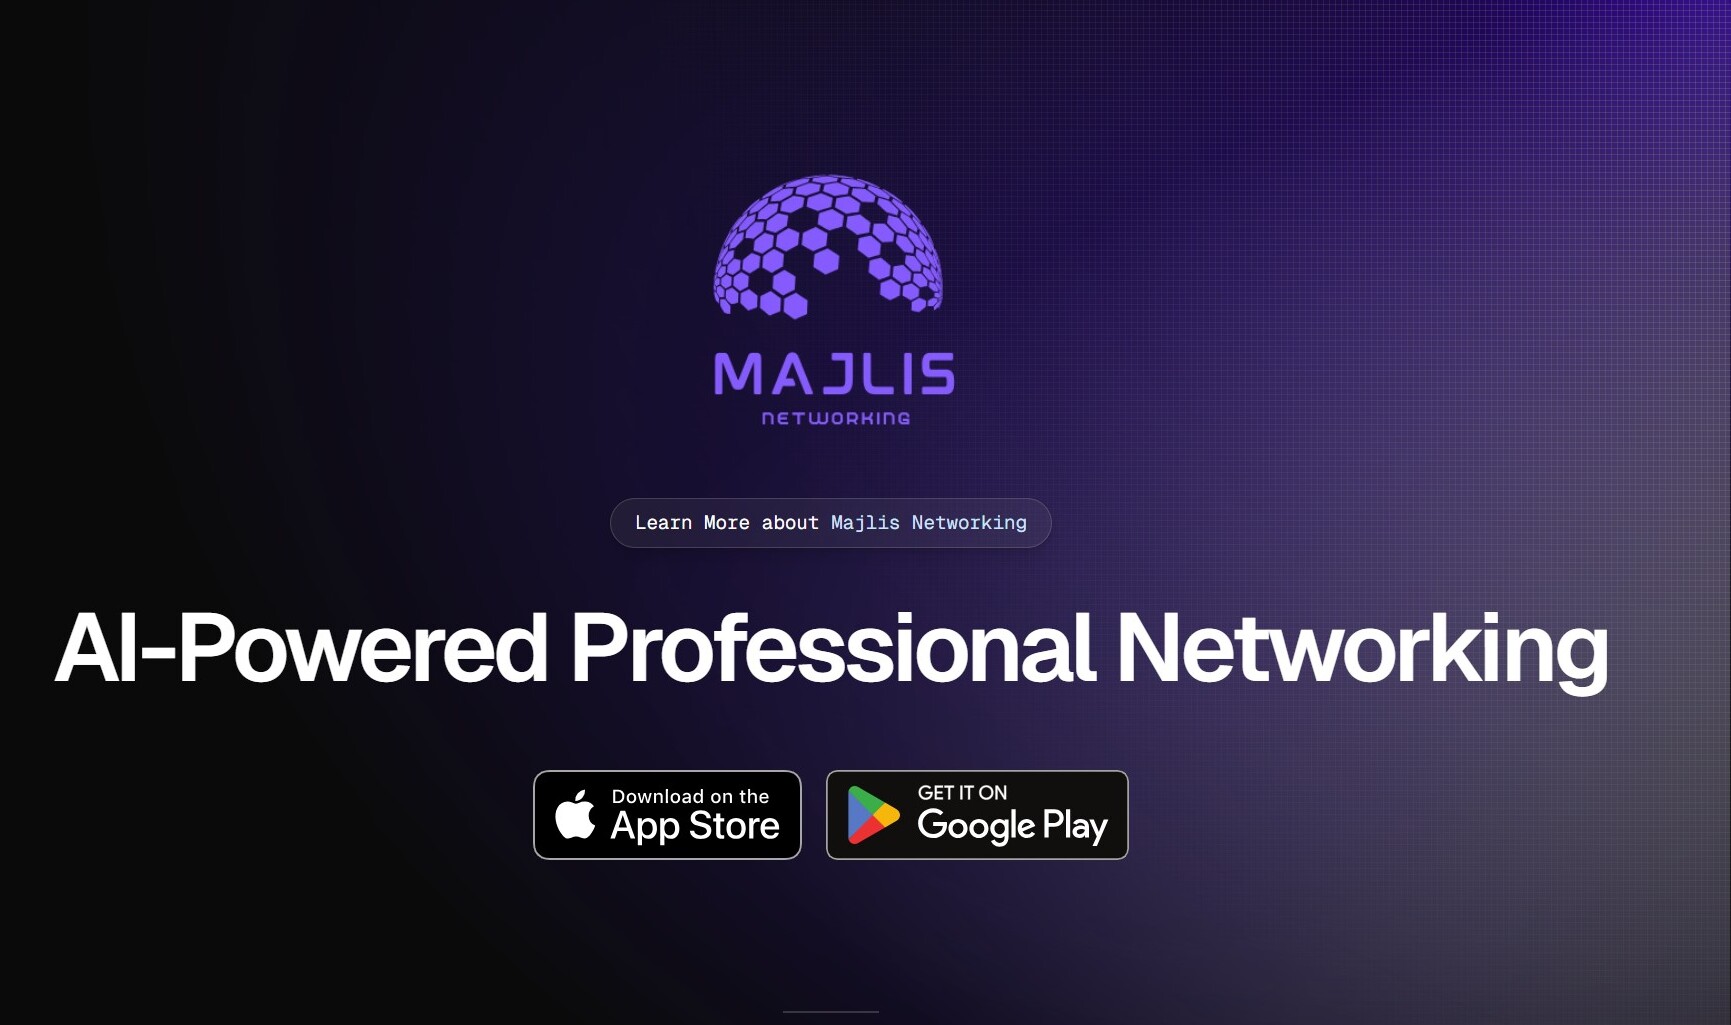 MAJLIS
NETWORKING
Learn More about Majlis Networking
AI-Powered Professional Networking
Download on the
App Store
GET IT ON
Google Play